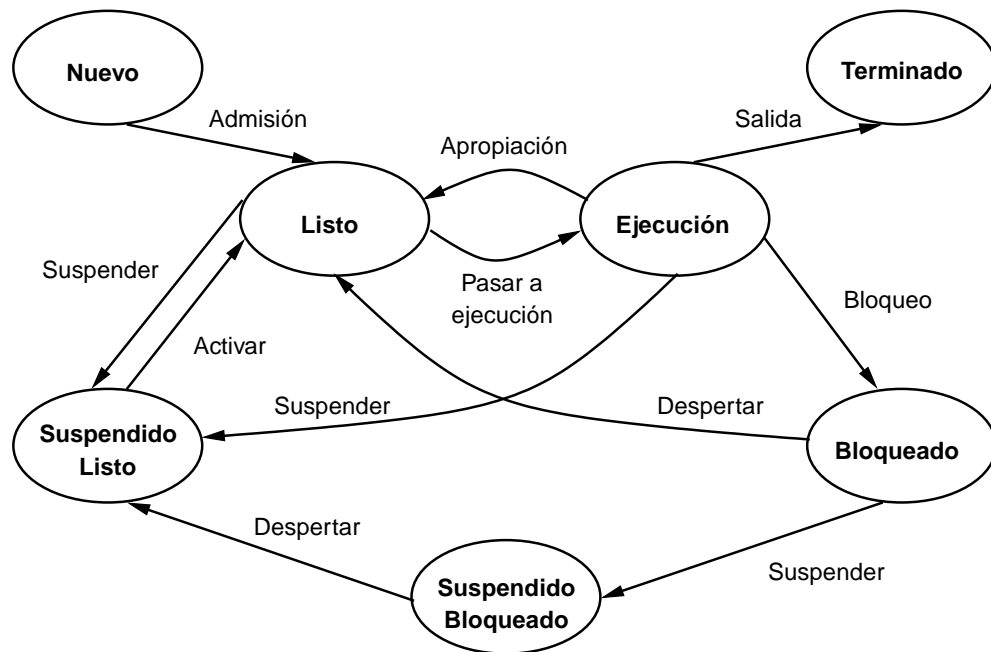 Nuevo
Terminado
Admisión
Salida
Apropiación
Listo
Ejecución
Suspender
Pasar a
ejecución
Bloqueo
Activar
Suspender
Despertar
Suspendido
Listo
Bloqueado
Despertar
Suspender
Suspendido
Bloqueado